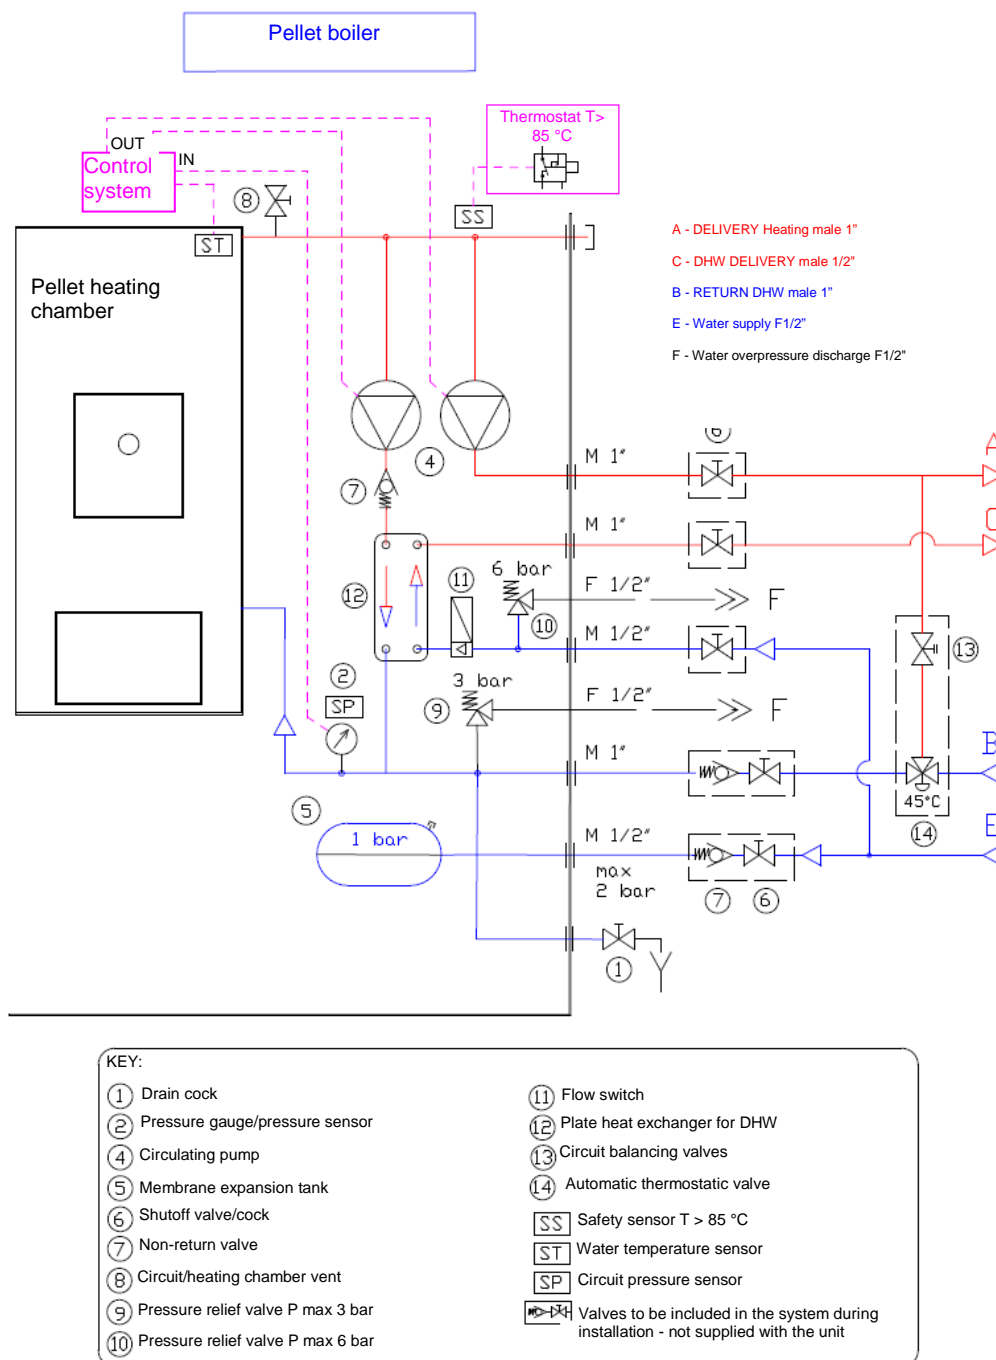 Pellet boiler
Thermostat T>
85 °C
OUT
IN
Control
system
8
SS
ST
A - DELIVERY Heating male 1”
C - DHW DELIVERY male 1/2”
B - RETURN DHW male 1”
E - Water supply F1/2”
F - Water overpressure discharge F1/2”
Pellet heating
chamber
4
M 1"
A
7
M 1"
C
6 bar
11
F 1/2"
F
12
10
M 1/2"
13
2
3 bar
SP
9
F 1/2"
F
M 1"
B
45°C
5
14
1 bar
M 1/2"
E
max
2 bar
7
6
1
KEY:
1 Drain cock
2 Pressure gauge/pressure sensor
4 Circulating pump
5 Membrane expansion tank
6 Shutoff valve/cock
7 Non-return valve
8 Circuit/heating chamber vent
9 Pressure relief valve P max 3 bar
10 Pressure relief valve P max 6 bar
11 Flow switch
12 Plate heat exchanger for DHW
13 Circuit balancing valves
14 Automatic thermostatic valve
SS Safety sensor T > 85 °C
ST Water temperature sensor
SP Circuit pressure sensor
Valves to be included in the system during
installation - not supplied with the unit